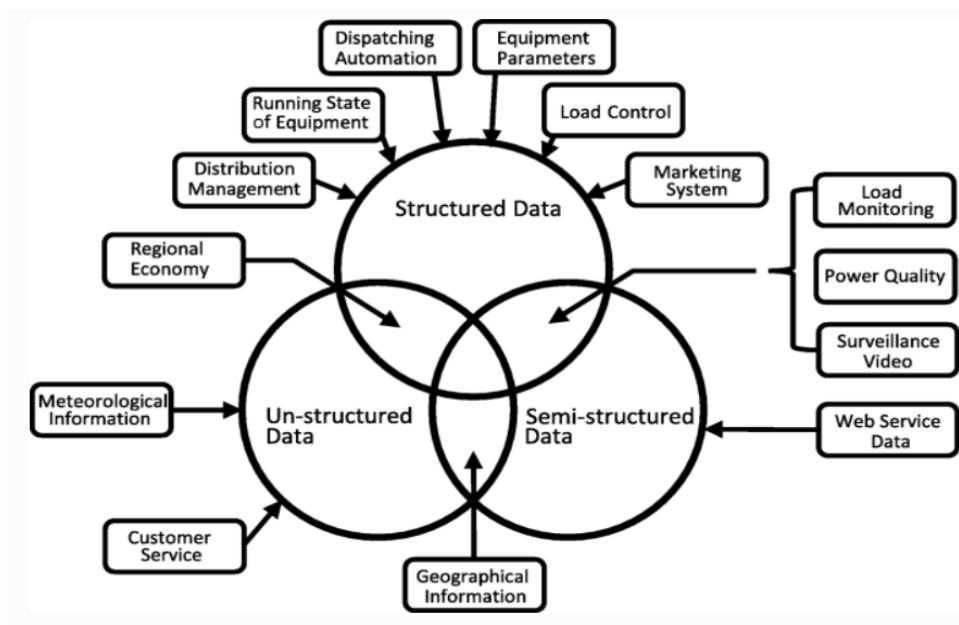 Dispatching
Automation
Equipment
Parameters
Running State
of Equipment
Load Control
Distribution
Management
Marketing
System
Structured Data
Load
Monitoring
Regional
Economy
Power Quality
Surveillance
Video
Meteorological
Information
Un-structured
Data
Semi-structured
Data
Web Service
Data
Customer
Service
Geographical
Information